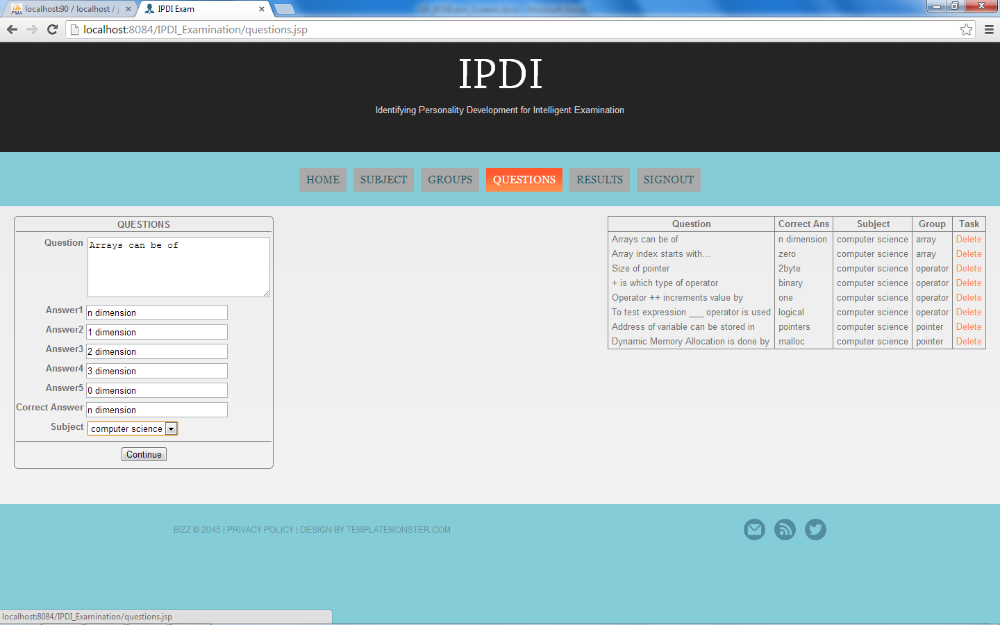 localhost:90 / localhost / j
IPDI Exam
localhost:8084/IPDI_Examination/questions.jsp
IPDI
Identifying Personality Development for Intelligent Examination
HOME SUBJECT GROUPS QUESTIONS RESULTS SIGNOUT
QUESTIONS
Question Arrays can be of
Answer1 n dimension
Answer2 1 dimension
Answer3 2 dimension
Answer4 3 dimension
Answer5 0 dimension
Correct Answer n dimension
Subject computer science
Continue
Question Correct Ans Subject Group Task
Arrays can be of n dimension computer science array Delete
Array index starts with... zero computer science array Delete
Size of pointer 2byte computer science operator Delete
+ is which type of operator binary computer science operator Delete
Operator ++ increments value by one computer science operator Delete
To test expression ___ operator is used logical computer science operator Delete
Address of variable can be stored in pointers computer science pointer Delete
Dynamic Memory Allocation is done by malloc computer science pointer Delete
BIZZ © 2045 | PRIVACY POLICY | DESIGN BY TEMPLATEMONSTER.COM
localhost:8084/IPDI_Examination/questions.jsp